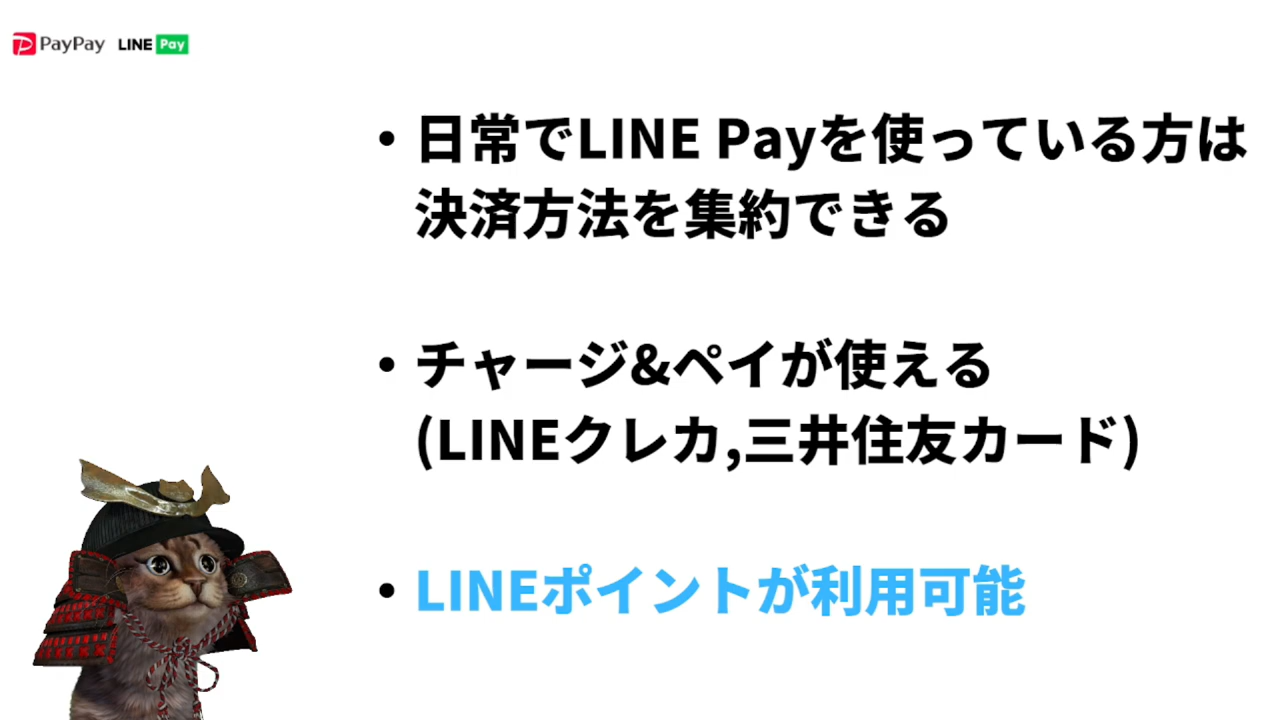 PayPay LINE Pay
・日常でLINE Payを使っている方は
決済方法を集約できる
・チャージ&ペイが使える
(LINEクレカ,三井住友カード)
・LINEポイントが利用可能